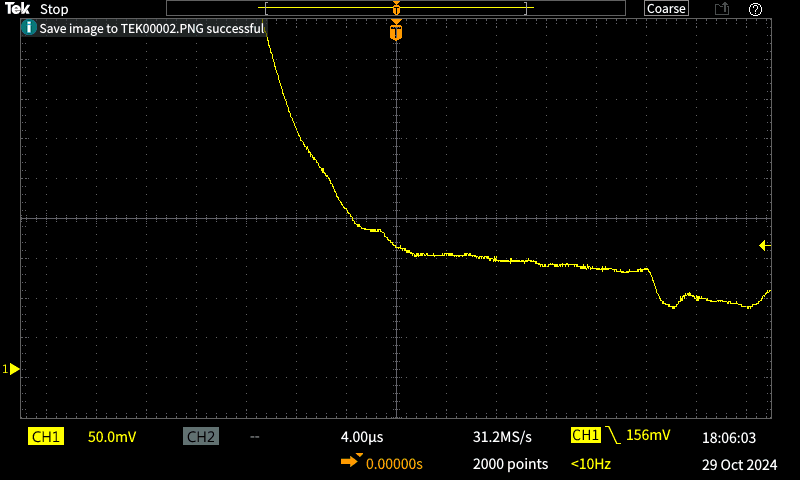 Tek Stop T Coarse ?
i Save image to TEK00002.PNG successful
T
1
CH1 50.0mV CH2 -- 4.00µs 31.2MS/s CH1 156mV 18:06:03
0.00000s 2000 points <10Hz 29 Oct 2024